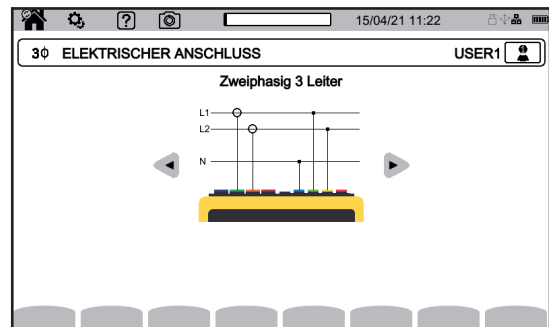 15/04/21 11:22
3ϕ ELEKTRISCHER ANSCHLUSS USER1
Zweiphasig 3 Leiter
L1
L2
N